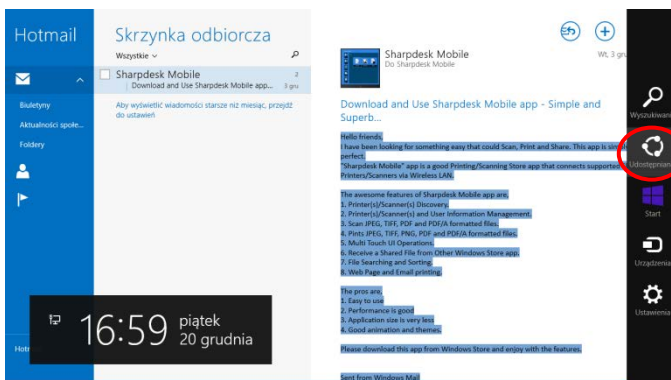 Hotmail
Biuletyny
Aktualności społe...
Foldery
Skrzynka odbiorcza
Wszystkie
Sharpdesk Mobile 2
Download and Use Sharpdesk Mobile app... 3 gru
Aby wyświetlić wiadomości starsze niż miesiąc, przejdź
do ustawień
16:59 piątek
20 grudnia
Sharpdesk Mobile
Do Sharpdesk Mobile
Wt, 3 gru
Download and Use Sharpdesk Mobile app - Simple and
Superb...
Hello friends,
I have been looking for something easy that could Scan, Print and Share. This app is
perfect.
"Sharpdesk Mobile" app is a good Printing/Scanning Store app that connects supported
Printers/Scanners via Wireless LAN.
The awesome features of Sharpdesk Mobile app are,
1. Printer(s)/Scanner(s) Discovery.
2. Printer(s)/Scanner(s) and User Information Management.
3. Scan JPEG, TIFF, PDF and PDF/A formatted files.
4. Pints JPEG, TIFF, PNG, PDF and PDF/A formatted files.
5. Multi Touch UI Operations.
6. Receive a Shared File from Other Windows Store app.
7. File Searching and Sorting.
8. Web Page and Email printing.
The pros are,
1. Easy to use
2. Performance is good
3. Application size is very less
4. Good animation and themes.
Please download this app from Windows Store and enjoy with the features.
Sent from Windows Mail
Wyszukiwani
Udostępnian
Start
Urządzenia
Ustawienia